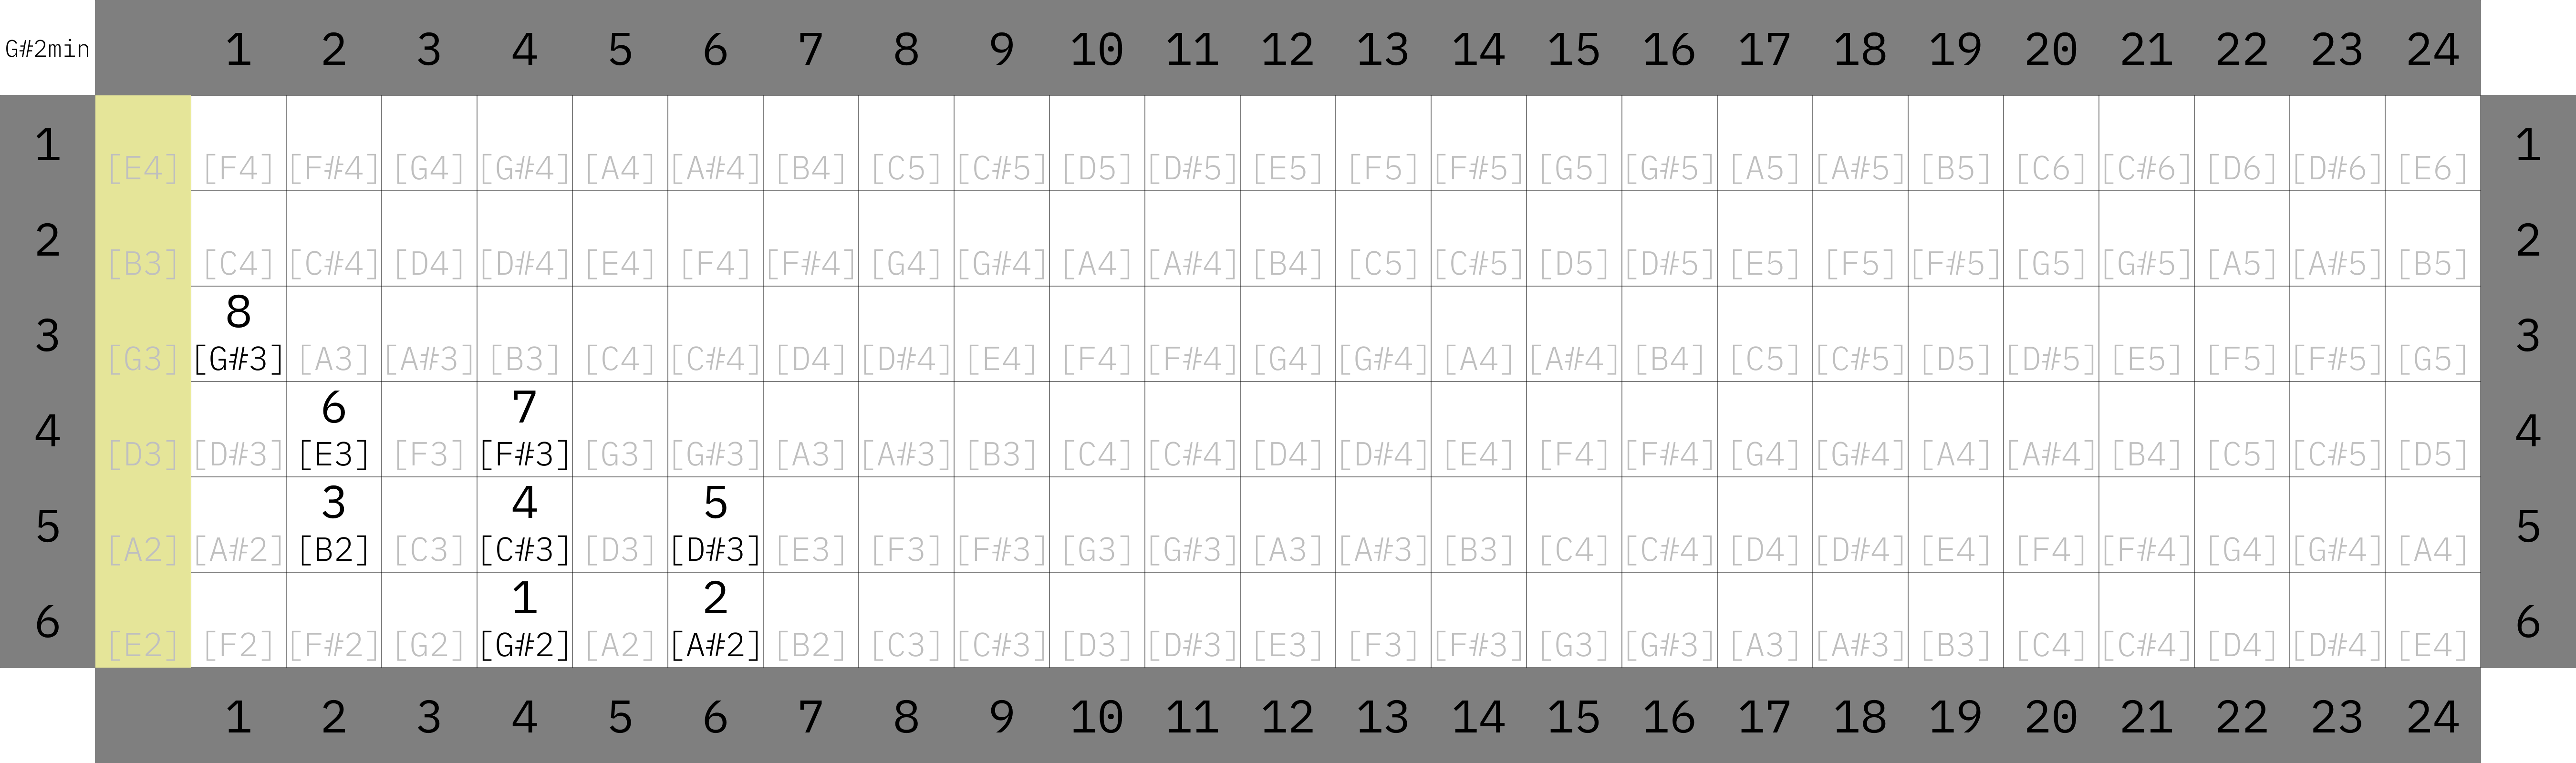 G#2min 1 2 3 4 5 6 7 8 9 10 11 12 13 14 15 16 17 18 19 20 21 22 23 24
1 [E4] [F4] [F#4] [G4] [G#4] [A4] [A#4] [B4] [C5] [C#5] [D5] [D#5] [E5] [F5] [F#5] [G5] [G#5] [A5] [A#5] [B5] [C6] [C#6] [D6] [D#6] [E6] 1
2 [B3] [C4] [C#4] [D4] [D#4] [E4] [F4] [F#4] [G4] [G#4] [A4] [A#4] [B4] [C5] [C#5] [D5] [D#5] [E5] [F5] [F#5] [G5] [G#5] [A5] [A#5] [B5] 2
8
3 [G3] [G#3] [A3] [A#3] [B3] [C4] [C#4] [D4] [D#4] [E4] [F4] [F#4] [G4] [G#4] [A4] [A#4] [B4] [C5] [C#5] [D5] [D#5] [E5] [F5] [F#5] [G5] 3
6 7
4 [D3] [D#3] [E3] [F3] [F#3] [G3] [G#3] [A3] [A#3] [B3] [C4] [C#4] [D4] [D#4] [E4] [F4] [F#4] [G4] [G#4] [A4] [A#4] [B4] [C5] [C#5] [D5] 4
3 4 5
5 [A2] [A#2] [B2] [C3] [C#3] [D3] [D#3] [E3] [F3] [F#3] [G3] [G#3] [A3] [A#3] [B3] [C4] [C#4] [D4] [D#4] [E4] [F4] [F#4] [G4] [G#4] [A4] 5
1 2
6 [E2] [F2] [F#2] [G2] [G#2] [A2] [A#2] [B2] [C3] [C#3] [D3] [D#3] [E3] [F3] [F#3] [G3] [G#3] [A3] [A#3] [B3] [C4] [C#4] [D4] [D#4] [E4] 6
1 2 3 4 5 6 7 8 9 10 11 12 13 14 15 16 17 18 19 20 21 22 23 24